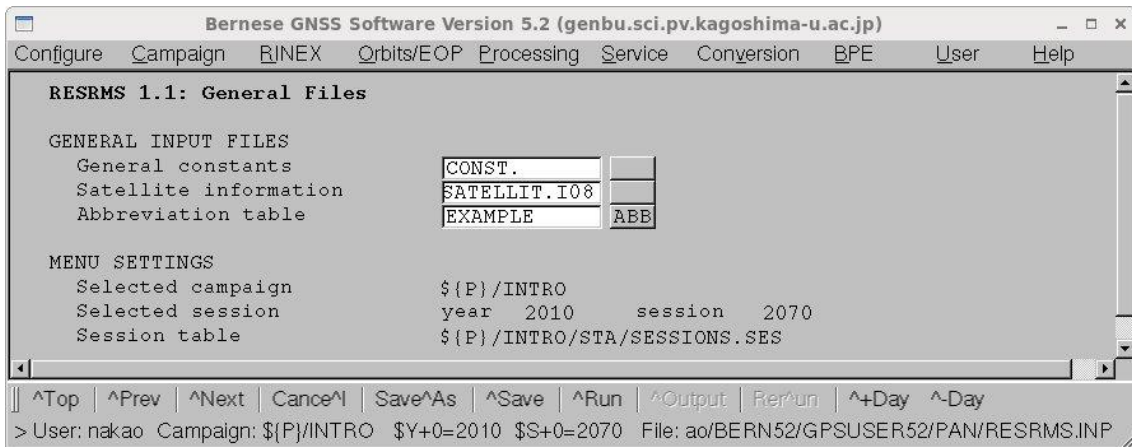 Bernese GNSS Software Version 5.2 (genbu.sci.pv.kagoshima-u.ac.jp)
Configure Campaign RINEX Orbits/EOP Processing Service Conversion BPE User Help
RESRMS 1.1: General Files
GENERAL INPUT FILES
General constants CONST.
Satellite information SATELLIT.I08
Abbreviation table EXAMPLE ABB
MENU SETTINGS
Selected campaign ${P}/INTRO
Selected session year 2010 session 2070
Session table ${P}/INTRO/STA/SESSIONS.SES
^Top ^Prev ^Next Cance^l Save^As ^Save ^Run ^Output Rer^un ^+Day ^-Day
> User: nakao Campaign: ${P}/INTRO $Y+0=2010 $S+0=2070 File: ao/BERN52/GPSUSER52/PAN/RESRMS.INP